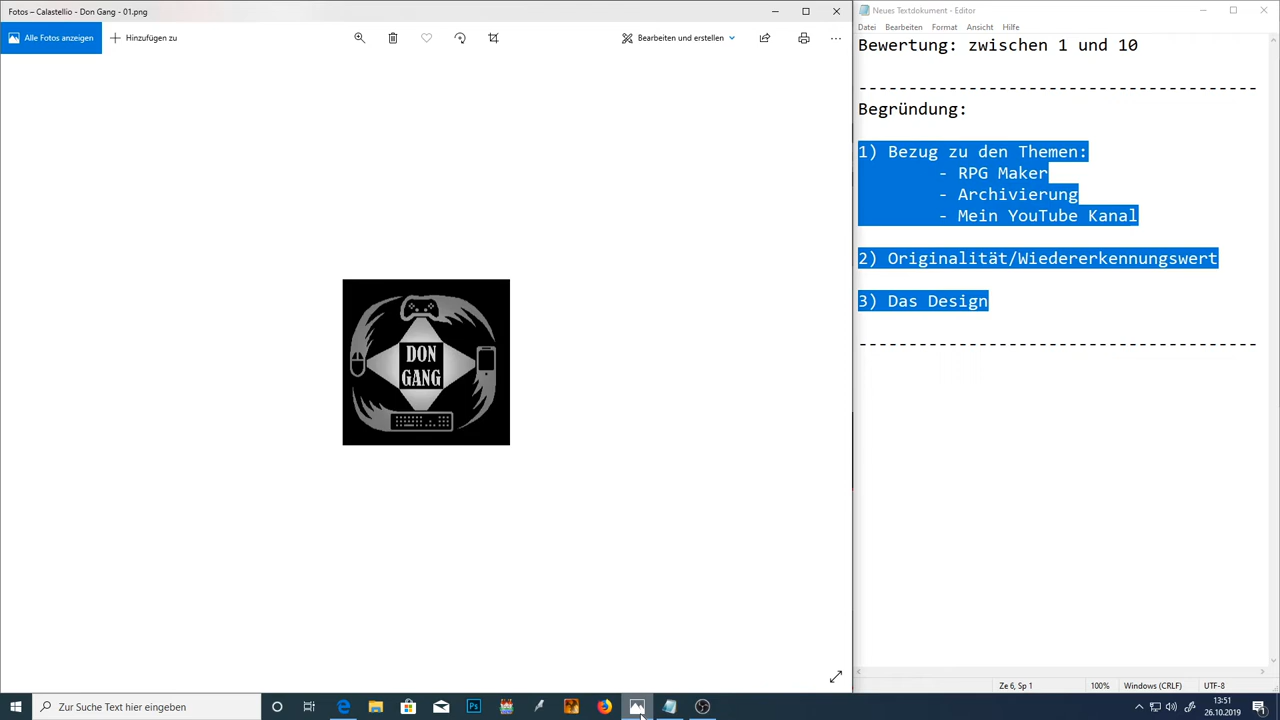 Fotos – Calastellio - Don Gang - 01.png
Alle Fotos anzeigen
Hinzufügen zu
Bearbeiten und erstellen
DON
GANG
Neues Textdokument - Editor
Datei Bearbeiten Format Ansicht Hilfe
Bewertung: zwischen 1 und 10
----------------------------------------
Begründung:
1) Bezug zu den Themen:
- RPG Maker
- Archivierung
- Mein YouTube Kanal
2) Originalität/Wiedererkennungswert
3) Das Design
----------------------------------------
Ze 6, Sp 1 100% Windows (CRLF) UTF-8
Zur Suche Text hier eingeben
13:51
26.10.2019